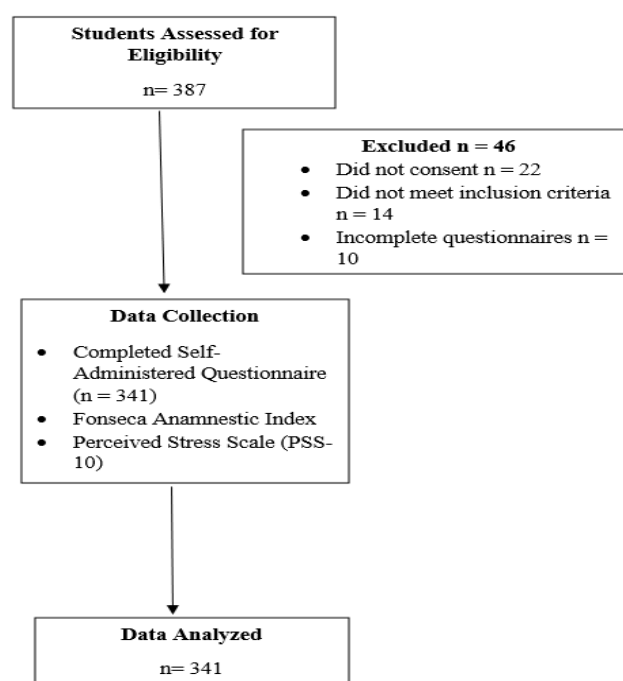 Students Assessed for
Eligibility
n= 387
Excluded n = 46
• Did not consent n = 22
• Did not meet inclusion criteria
n = 14
• Incomplete questionnaires n =
10
Data Collection
• Completed Self-
Administered Questionnaire
(n = 341)
• Fonseca Anamnestic Index
• Perceived Stress Scale (PSS-
10)
Data Analyzed
n= 341